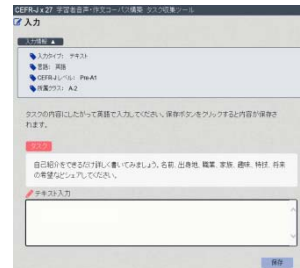 CEFR-J x 27 学習者音声・作文コーパス構築 タスク収集ツール
入力
入力情報 ▲
入力タイプ: テキスト
言語: 英語
CEFR-Jレベル: Pre-A1
所属クラス: A.2
タスクの内容にしたがって英語で入力してください。保存ボタンをクリックすると内容が保存さ
れます。
タスク
自己紹介をできるだけ詳しく書いてみましょう。名前、出身地、職業、家族、趣味、特技、将来
の希望などシェアしてください。
テキスト入力
保存